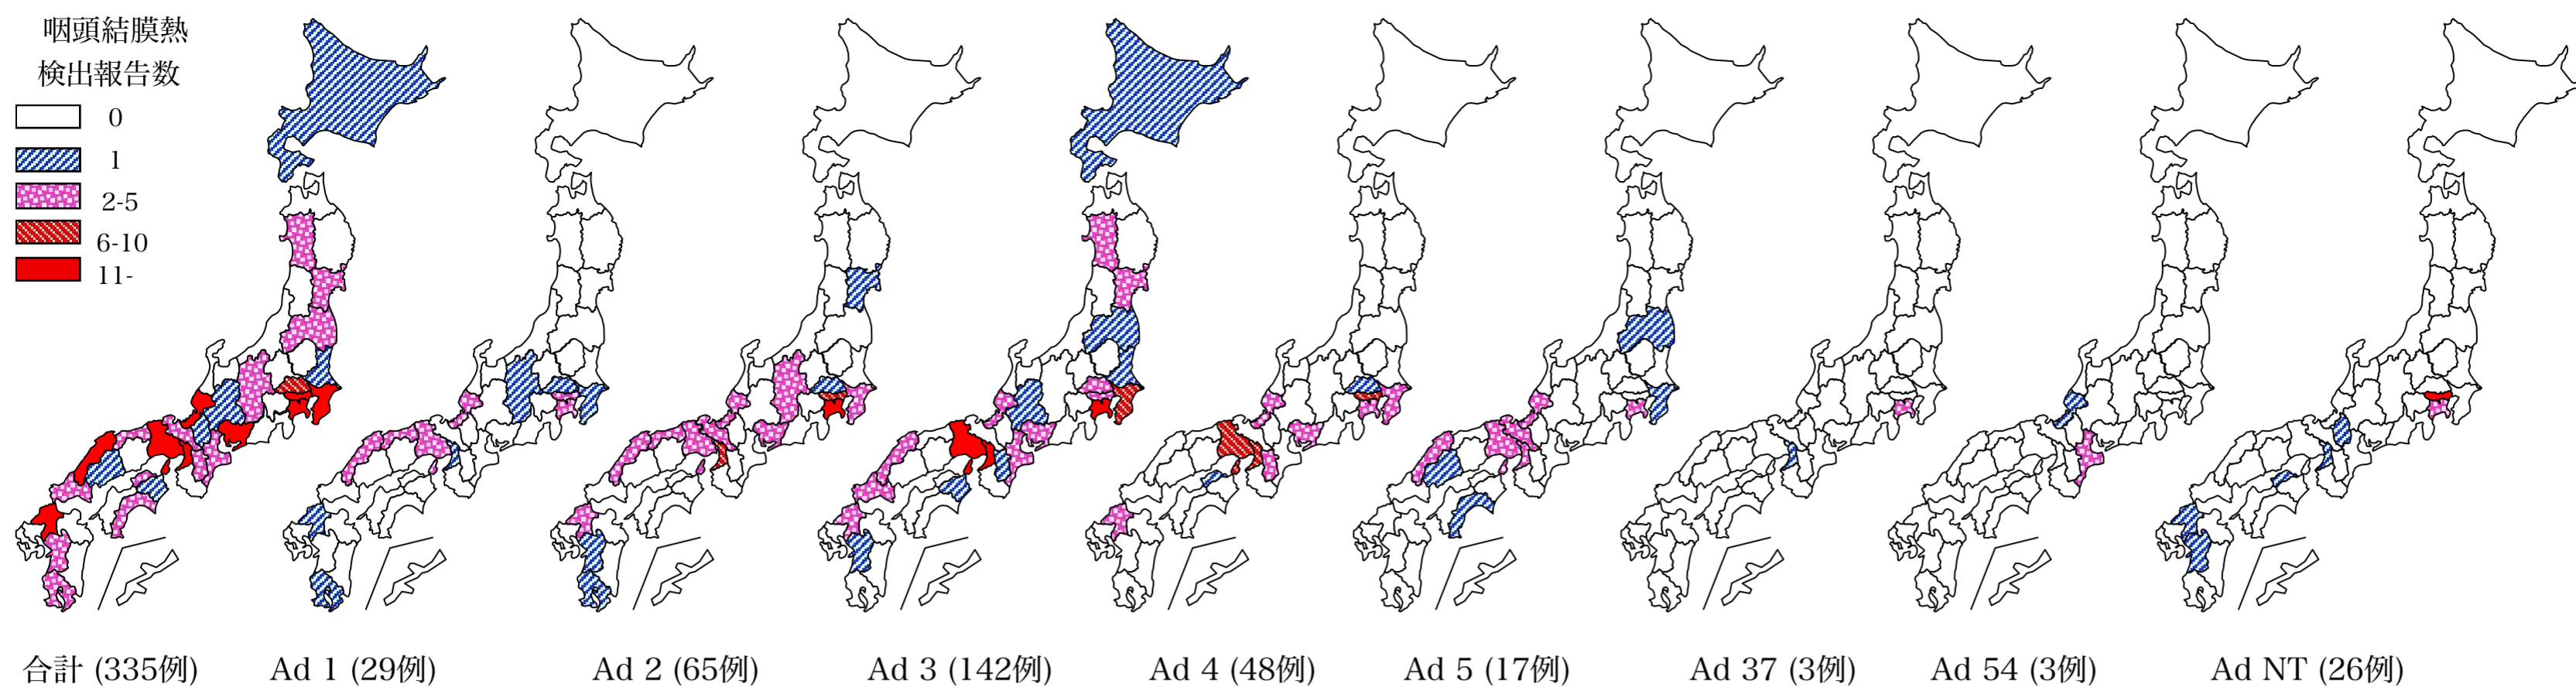 咽頭結膜熱
検出報告数
0
1
2-5
6-10
11-
合計 (335例)
Ad 1 (29例)
Ad 2 (65例)
Ad 3 (142例)
Ad 4 (48例)
Ad 5 (17例)
Ad 37 (3例)
Ad 54 (3例)
Ad NT (26例)